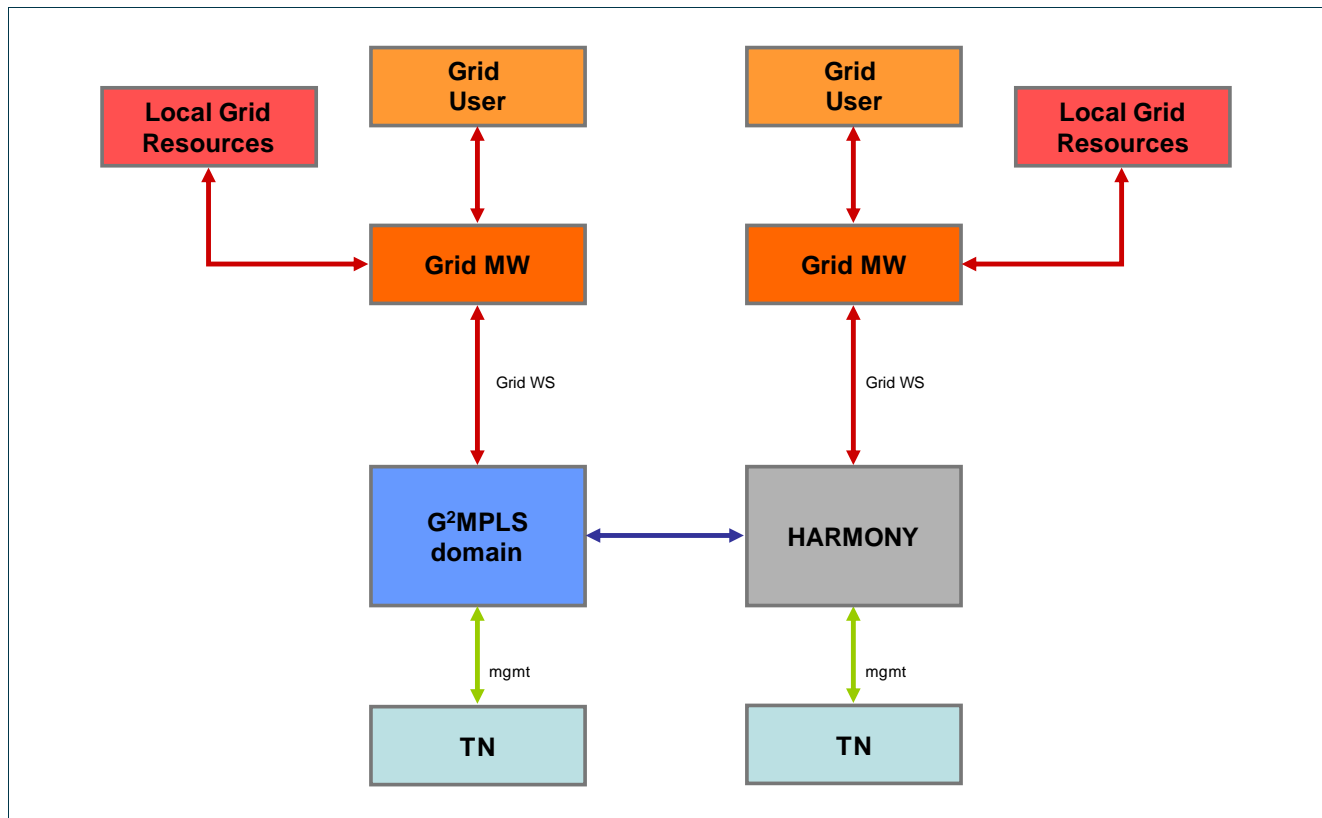 Grid
User
Grid
User
Local Grid
Resources
Local Grid
Resources
Grid MW
Grid MW
Grid WS
Grid WS
G²MPLS
domain
HARMONY
mgmt
mgmt
TN
TN